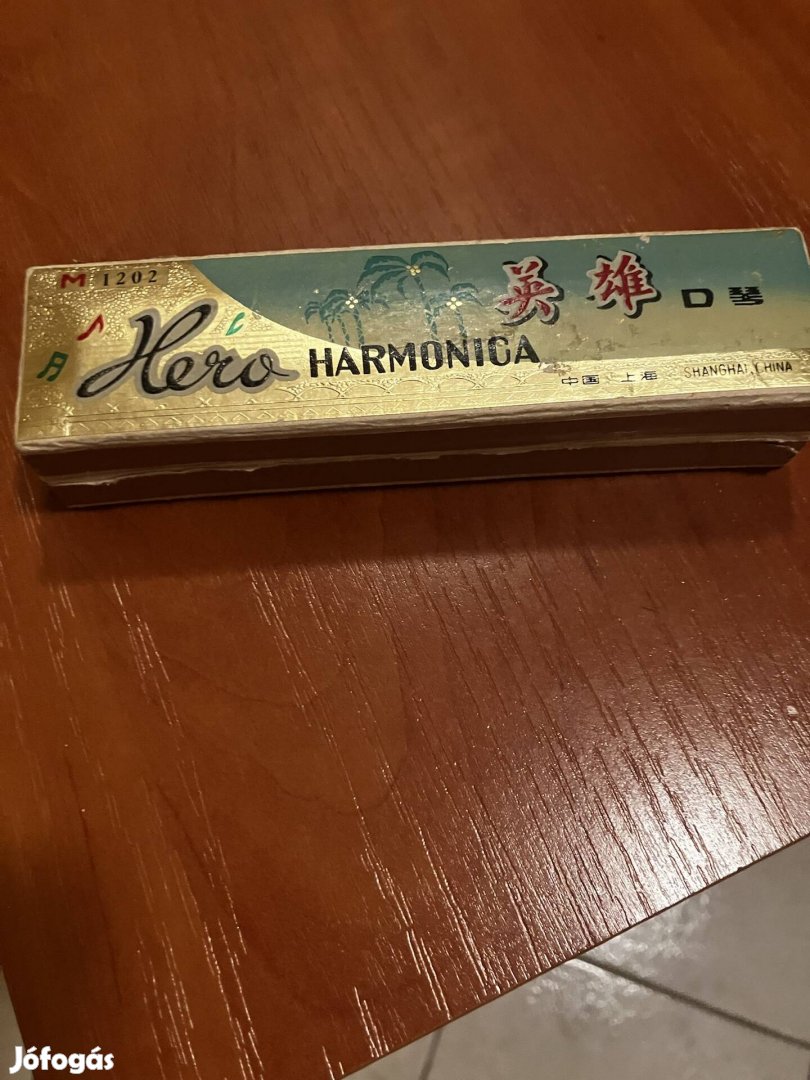 M 1202
英雄 口琴
Hero HARMONICA
中国 上海 SHANGHAI, CHINA
Jófogás